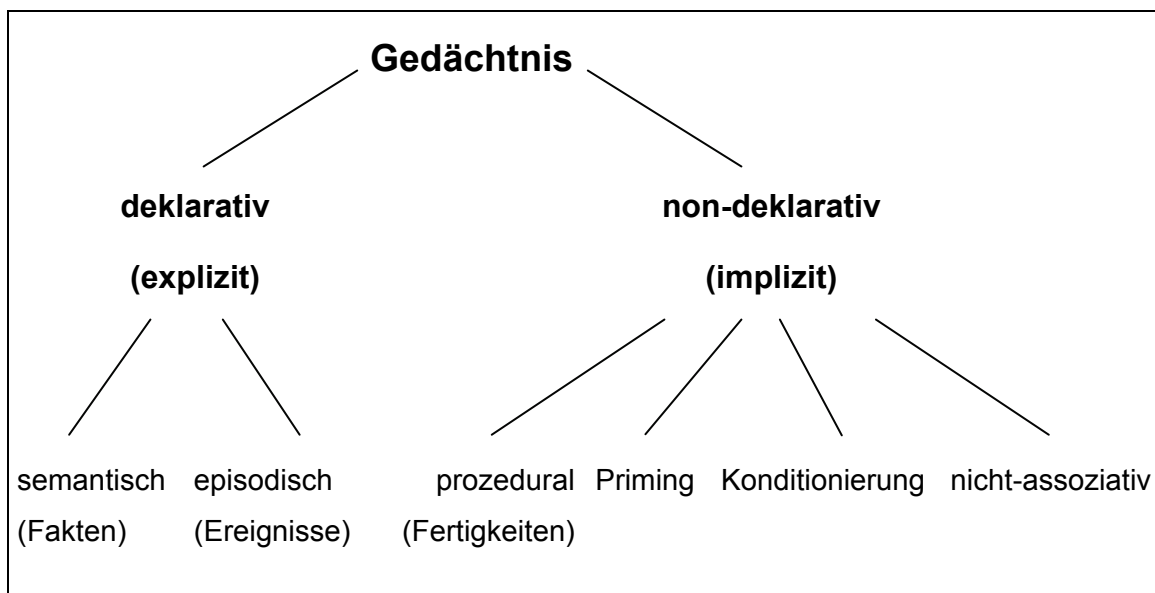 Gedächtnis
deklarativ non-deklarativ
(explizit) (implizit)
semantisch episodisch prozedural Priming Konditionierung nicht-assoziativ
(Fakten) (Ereignisse) (Fertigkeiten)